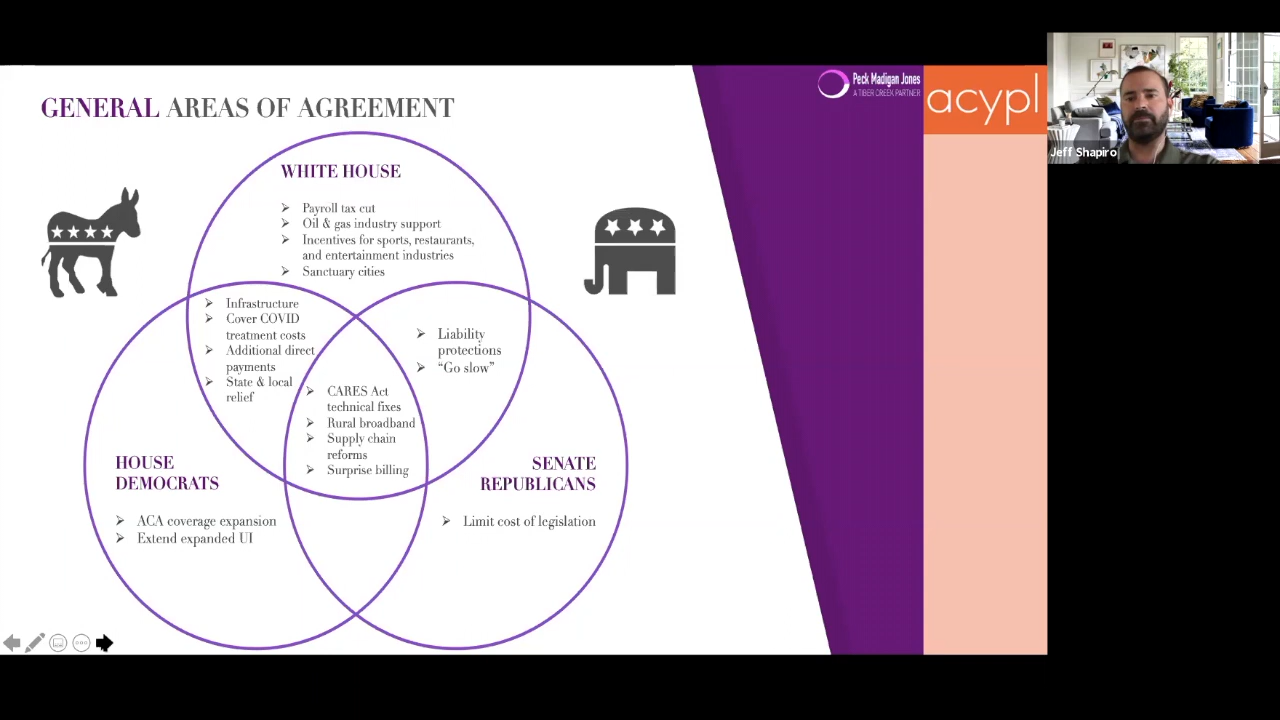 GENERAL AREAS OF AGREEMENT
Peck Madigan Jones
A TIBER CREEK PARTNER
acypl
Jeff Shapiro
WHITE HOUSE
Payroll tax cut
Oil & gas industry support
Incentives for sports, restaurants,
and entertainment industries
Sanctuary cities
Infrastructure
Cover COVID
treatment costs
Additional direct
payments
State & local
relief
Liability
protections
“Go slow”
CARES Act
technical fixes
Rural broadband
Supply chain
reforms
Surprise billing
HOUSE
DEMOCRATS
ACA coverage expansion
Extend expanded UI
SENATE
REPUBLICANS
Limit cost of legislation